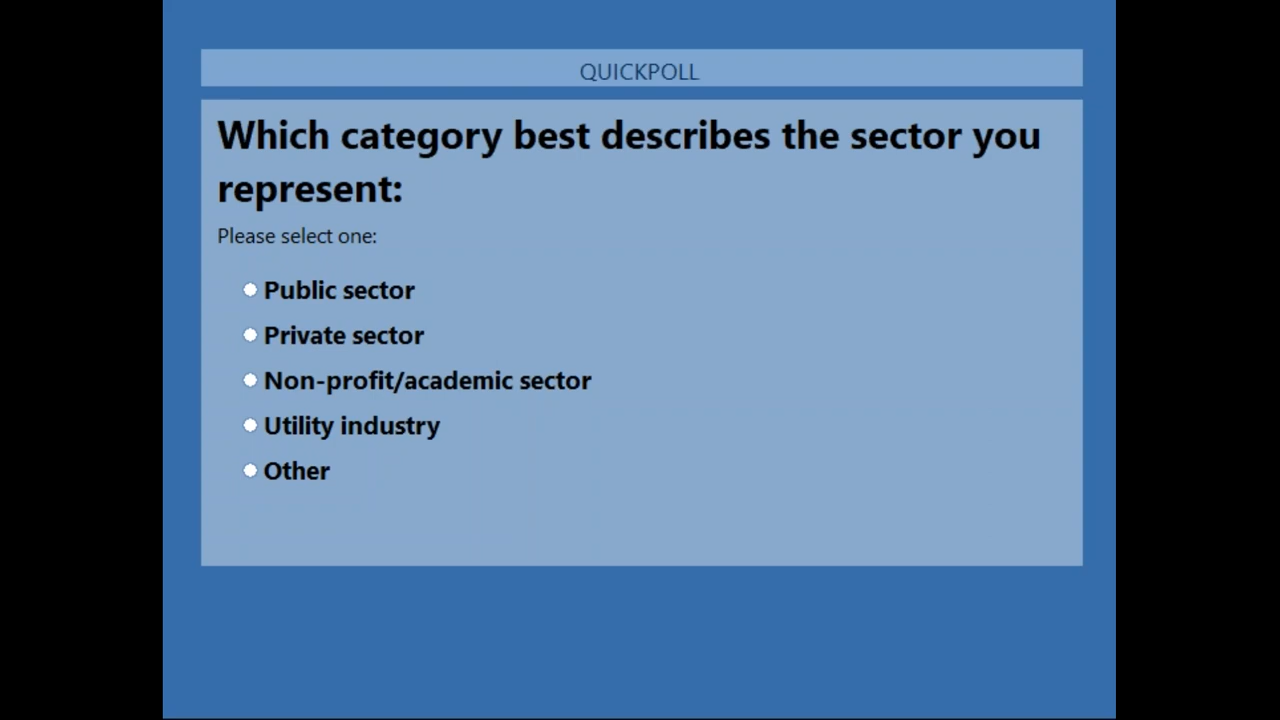 QUICKPOLL
Which category best describes the sector you
represent:
Please select one:
Public sector
Private sector
Non-profit/academic sector
Utility industry
Other